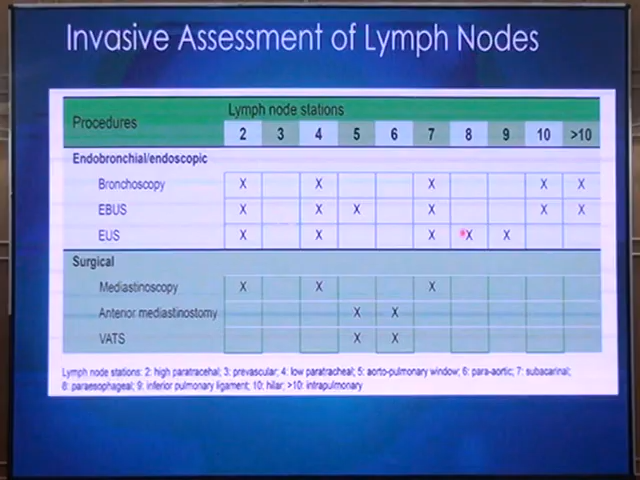 Invasive Assessment of Lymph Nodes
Procedures Lymph node stations
2 3 4 5 6 7 8 9 10 >10
Endobronchial/endoscopic
Bronchoscopy X X X X X
EBUS X X X X X X
EUS X X X X X
Surgical
Mediastinoscopy X X X
Anterior mediastinostomy X X
VATS X X
Lymph node stations: 2: high paratracehal; 3: prevascular; 4: low paratracheal; 5: aorto-pulmonary window; 6: para-aortic; 7: subacarinal;
8: paraesophageal; 9: inferior pulmonary ligament; 10: hilar; >10: intrapulmonary